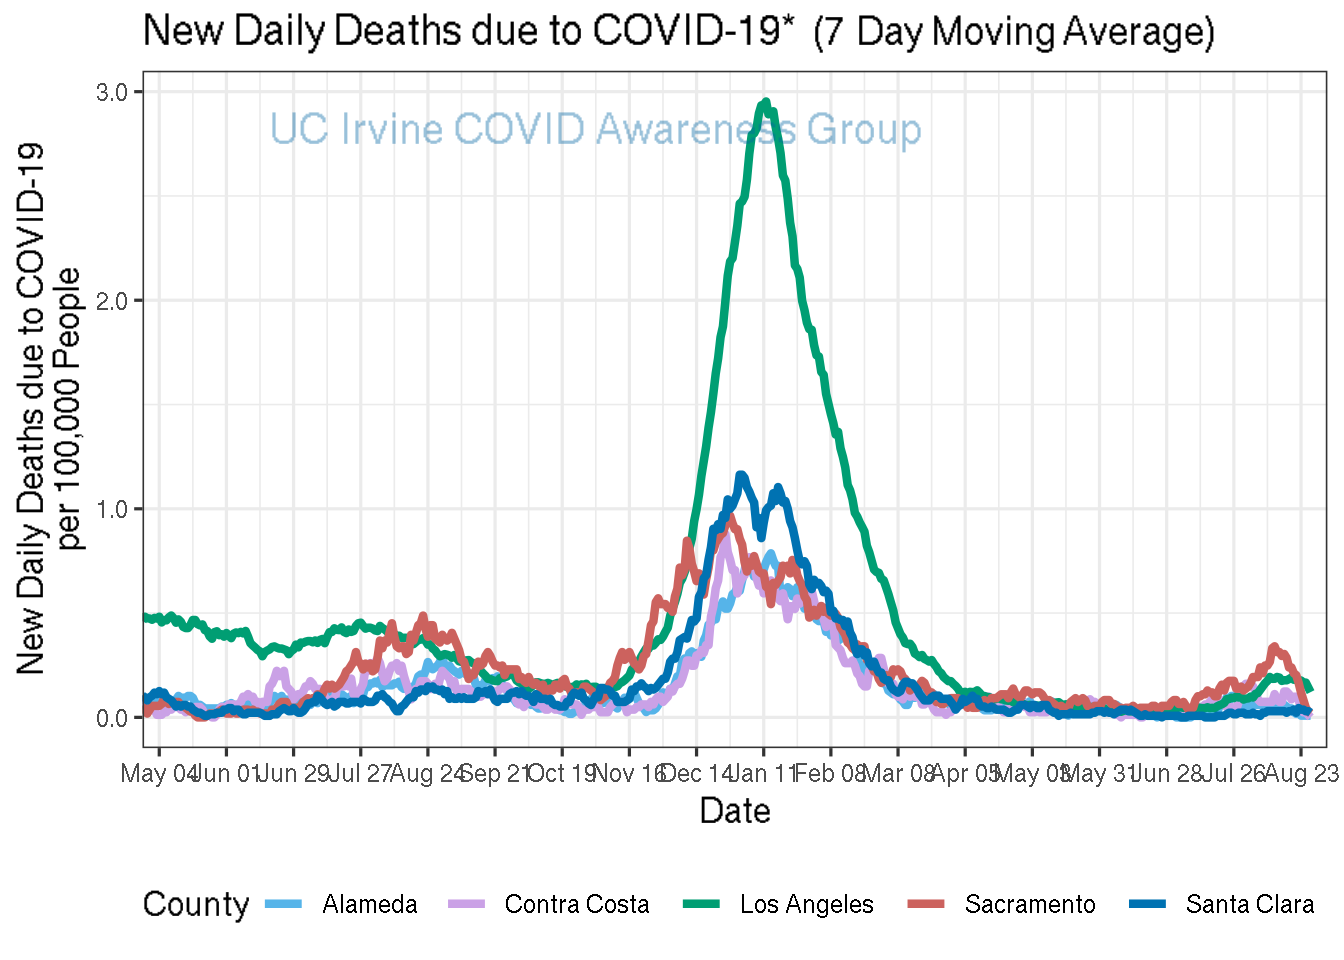 New Daily Deaths due to COVID-19* (7 Day Moving Average)
UC Irvine COVID Awareness Group
New Daily Deaths due to COVID-19
per 100,000 People
3.0
2.0
1.0
0.0
May 04 Jun 01 Jun 29 Jul 27 Aug 24 Sep 21 Oct 19 Nov 16 Dec 14 Jan 11 Feb 08 Mar 08 Apr 05 May 03 May 31 Jun 28 Jul 26 Aug 23
Date
County Alameda Contra Costa Los Angeles Sacramento Santa Clara